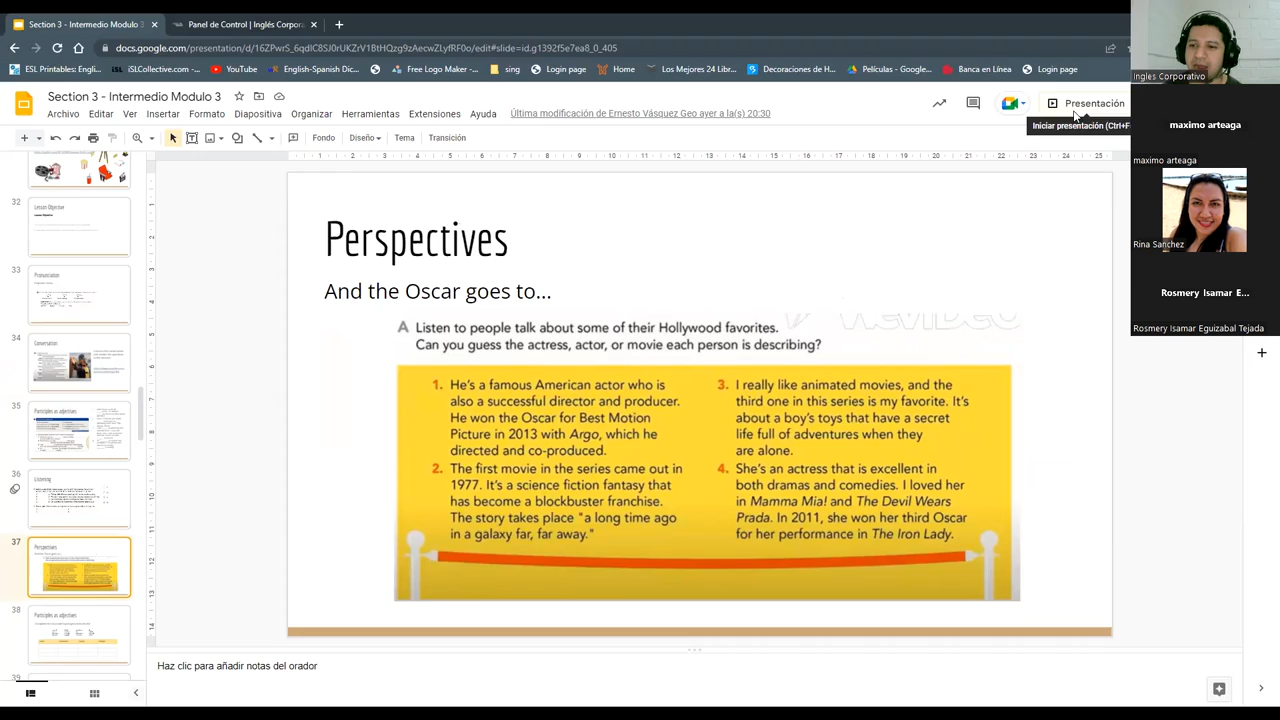 Section 3 - Intermedio Modulo 3
Panel de Control | Inglés Corpora
docs.google.com/presentation/d/16ZPwrS_6qdIC8SJ0rUKZrV1BtHQzg9zAecwZLyfRF0o/edit#slide=id.g1392f5e7ea8_0_405
ESL Printables: Engli...
iSLCollective.com -...
YouTube
English-Spanish Dic...
Login page
Free Logo Maker -...
Eng
Login page
Home
Los Mejores 24 Libr...
Decoraciones de H...
Películas - Google...
Banca en Línea
Login page
Section 3 - Intermedio Modulo 3
Archivo Editar Ver Insertar Formato Diapositiva Organizar Herramientas Extensiones Ayuda
Última modificación de Ernesto Vásquez Geo ayer a la(s) 20:30
Presentación
Iniciar presentación (Ctrl+F
Fondo Diseño Tema Transición
Ingles Corporativo
maximo arteaga
maximo arteaga
Rina Sanchez
Rosmery Isamar E...
Rosmery Isamar Eguizabal Tejada
32
Lesson Objective
33
Pronunciation
34
Conversation
35
Participles as adjectives
36
Listening
37
Perspectives
38
Participles as adjectives
39
Perspectives
And the Oscar goes to...
WeVideo
A Listen to people talk about some of their Hollywood favorites.
Can you guess the actress, actor, or movie each person is describing?
1. He's a famous American actor who is
also a successful director and producer.
He won the Oscar for Best Motion
Picture in 2013 with Argo, which he
directed and co-produced.
2. The first movie in the series came out in
1977. It's a science fiction fantasy that
has become a blockbuster franchise.
The story takes place "a long time ago
in a galaxy far, far away."
3. I really like animated movies, and the
third one in this series is my favorite. It's
about a boy's toys that have a secret
life full of adventures when they
are alone.
4. She's an actress that is excellent in
both dramas and comedies. I loved her
in Mamma Mia! and The Devil Wears
Prada. In 2011, she won her third Oscar
for her performance in The Iron Lady.
Haz clic para añadir notas del orador